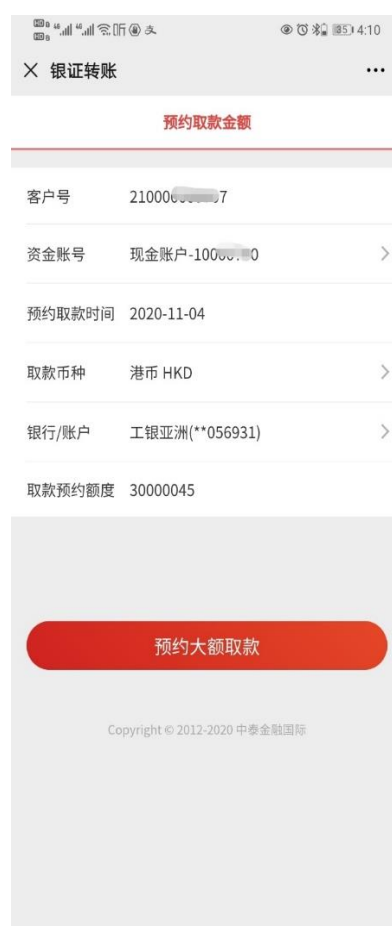 4:10
银证转账
预约取款金额
客户号 210000
资金账号 现金账户-10000
预约取款时间 2020-11-04
取款币种 港币 HKD
银行/账户 工银亚洲(**056931)
取款预约额度 30000045
预约大额取款
Copyright © 2012-2020 中泰金融国际